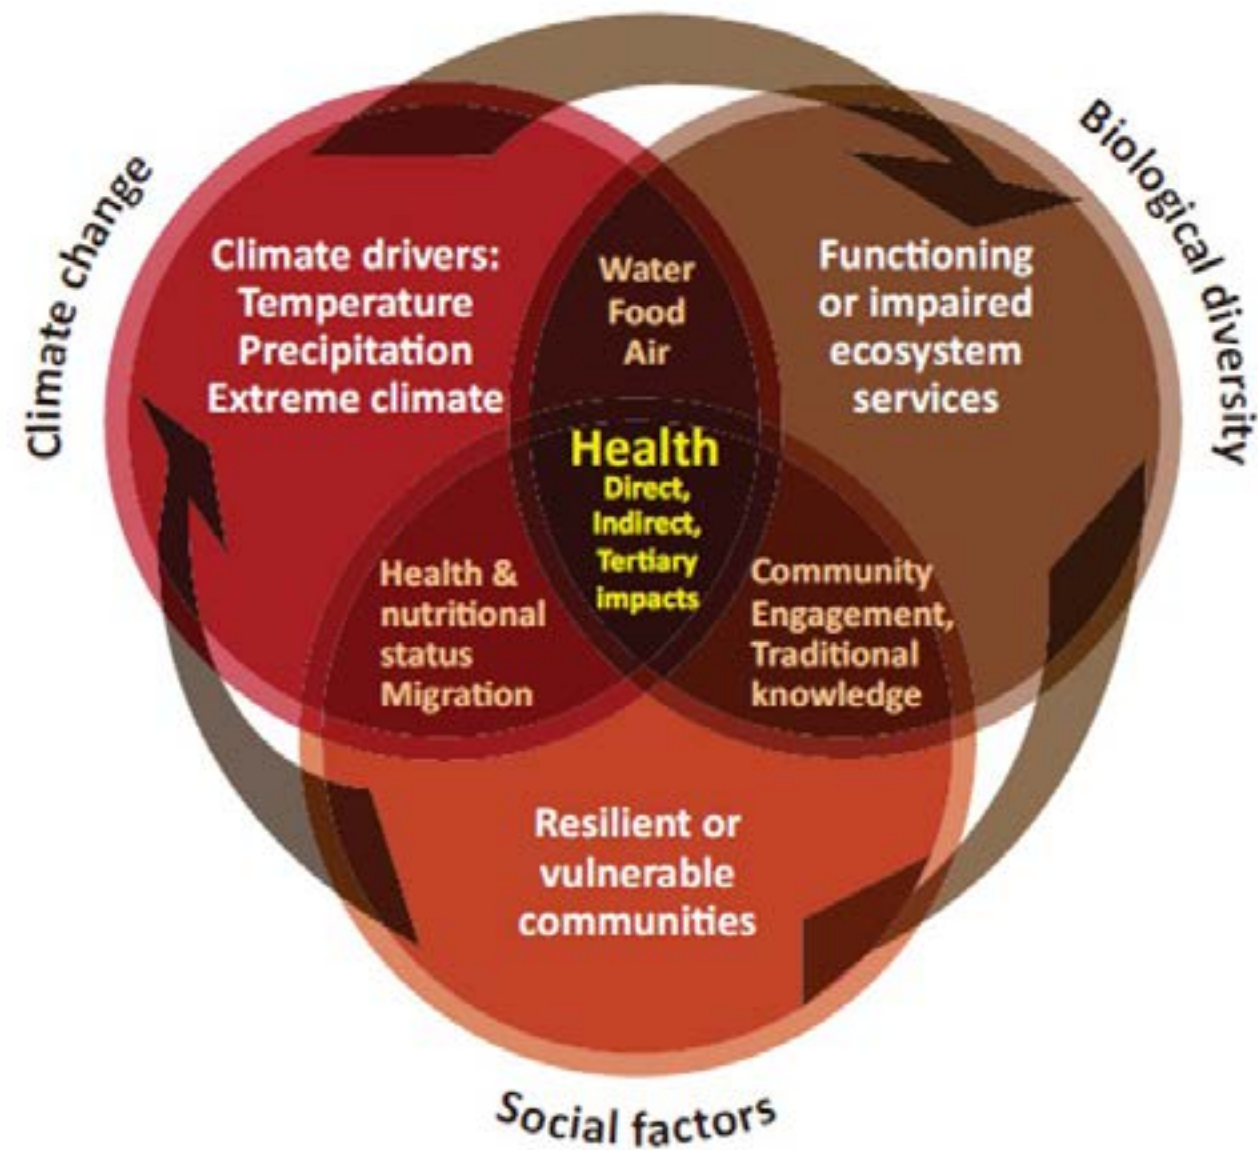 Climate change
Biological diversity
Climate drivers:
Temperature
Precipitation
Extreme climate
Water
Food
Air
Functioning
or impaired
ecosystem
services
Health
Direct,
Indirect,
Tertiary
impacts
Health &
nutritional
status
Migration
Community
Engagement,
Traditional
knowledge
Resilient or
vulnerable
communities
Social factors